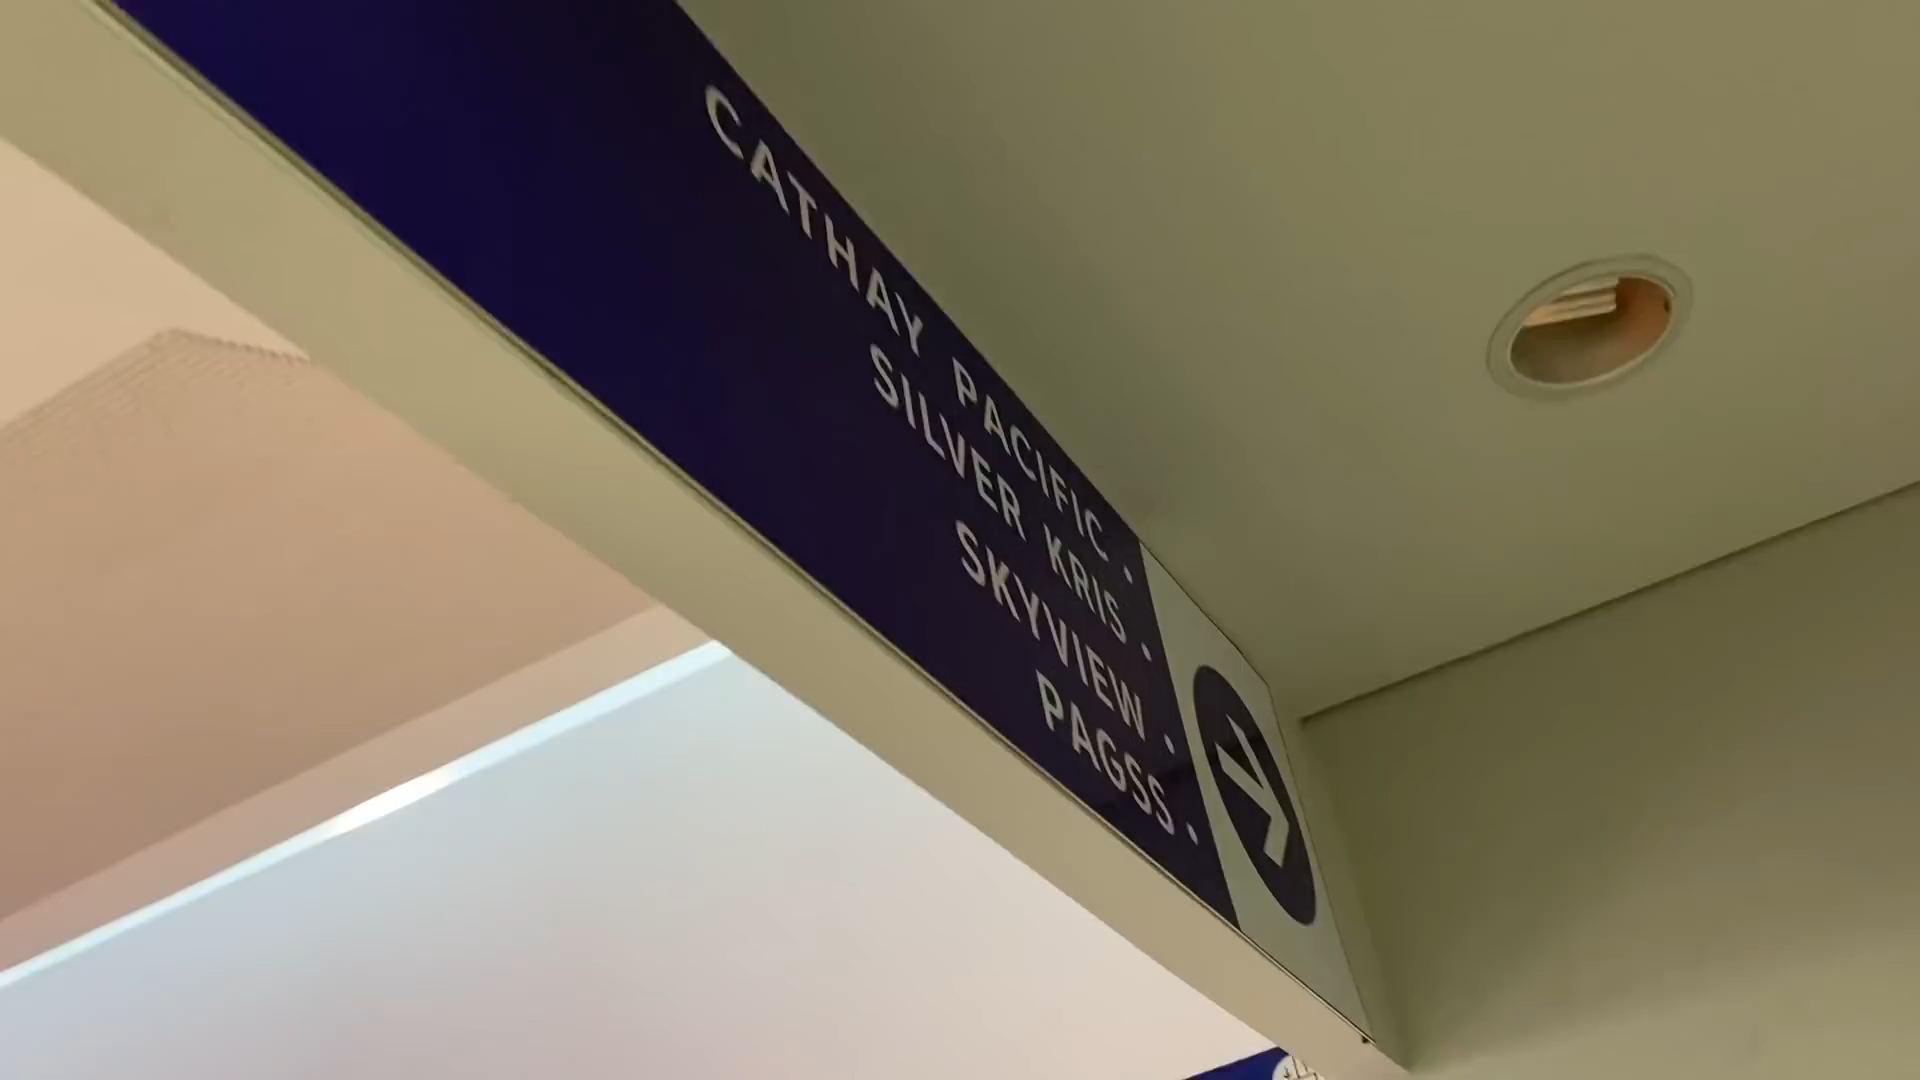 CATHAY PACIFIC •
SILVER KRIS •
SKYVIEW •
PAGSS •